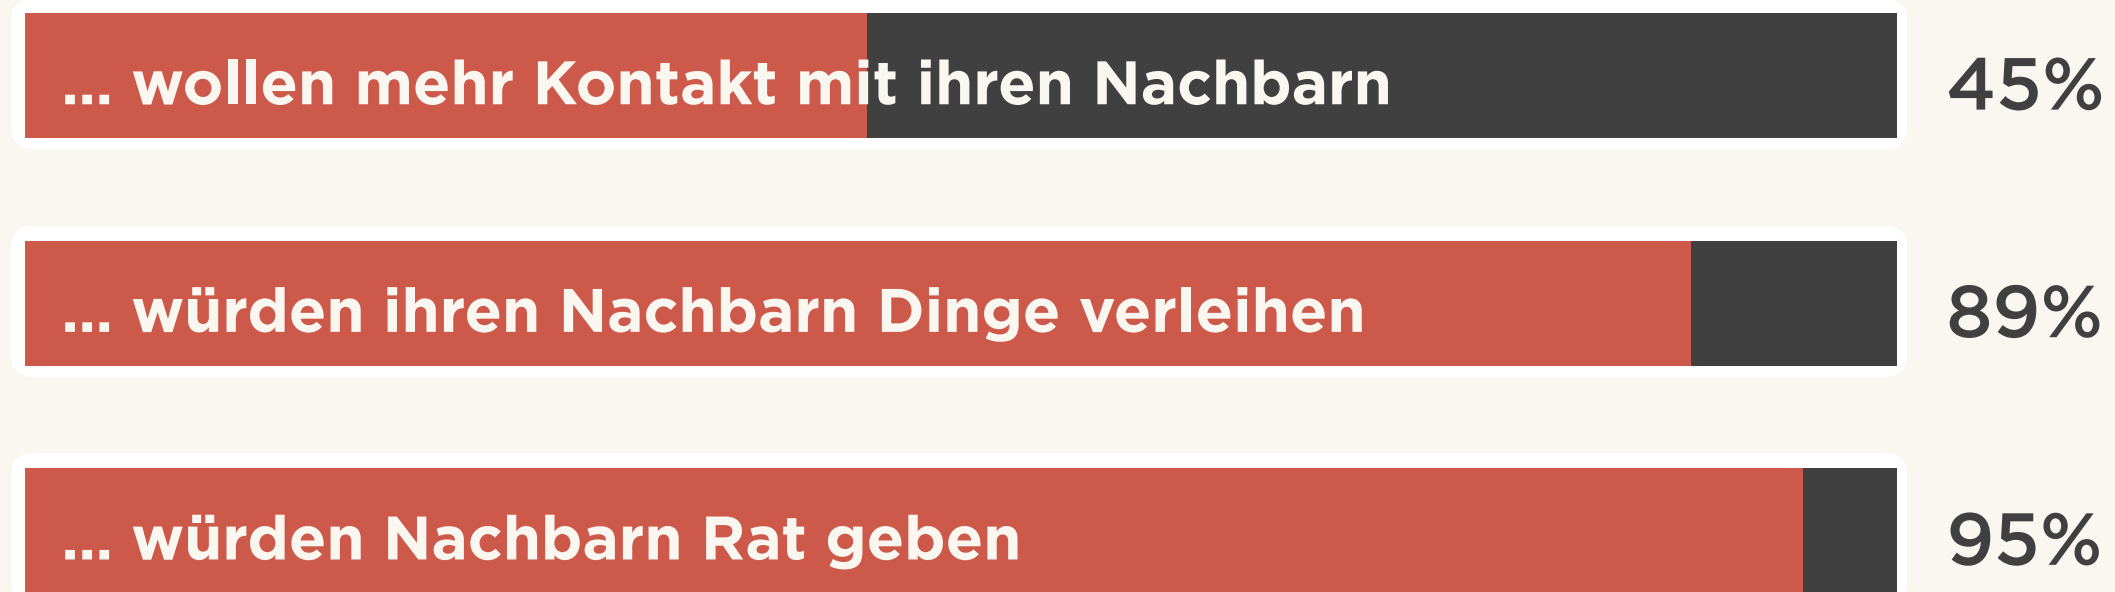 ... wollen mehr Kontakt mit ihren Nachbarn 45%
... würden ihren Nachbarn Dinge verleihen 89%
... würden Nachbarn Rat geben 95%